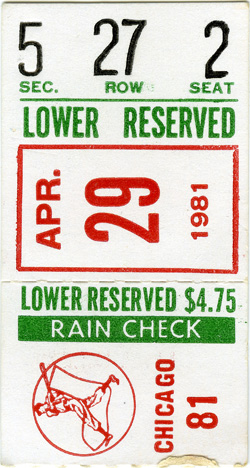 5 27 2
SEC. ROW SEAT
LOWER RESERVED
APR.
29
1981
LOWER RESERVED $4.75
RAIN CHECK
CHICAGO
81